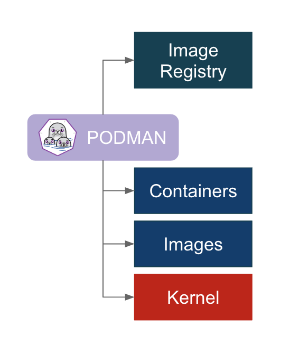 Image
Registry
PODMAN
Containers
Images
Kernel